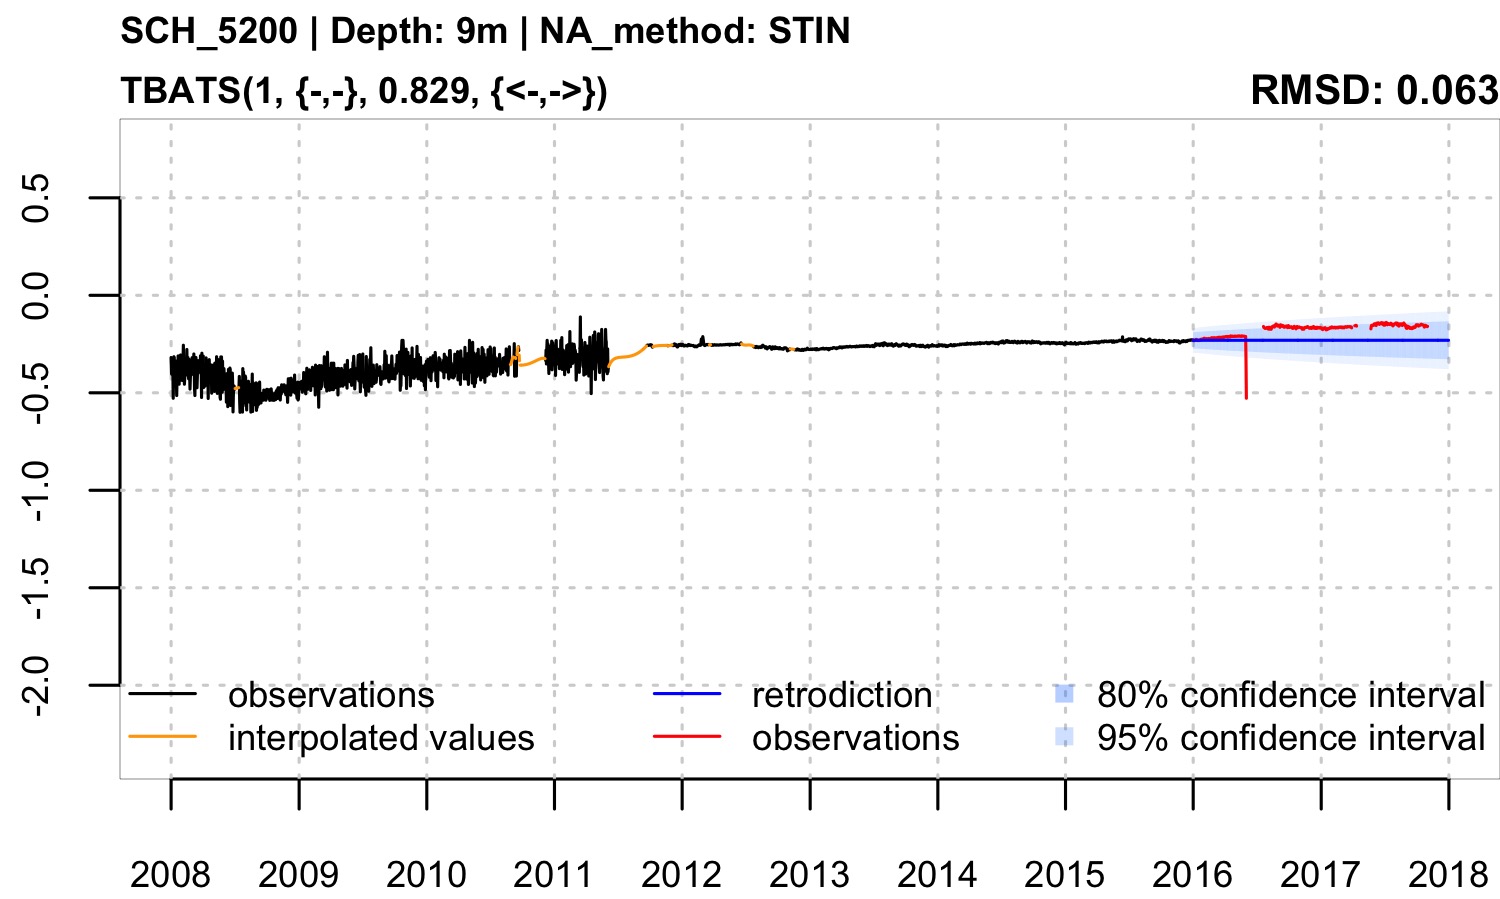 SCH_5200 | Depth: 9m | NA_method: STIN
TBATS(1, {-,-}, 0.829, {<-,->})
RMSD: 0.063
0.5
0.0
-0.5
-1.0
-1.5
-2.0
observations
interpolated values
retrodiction
observations
80% confidence interval
95% confidence interval
2008 2009 2010 2011 2012 2013 2014 2015 2016 2017 2018